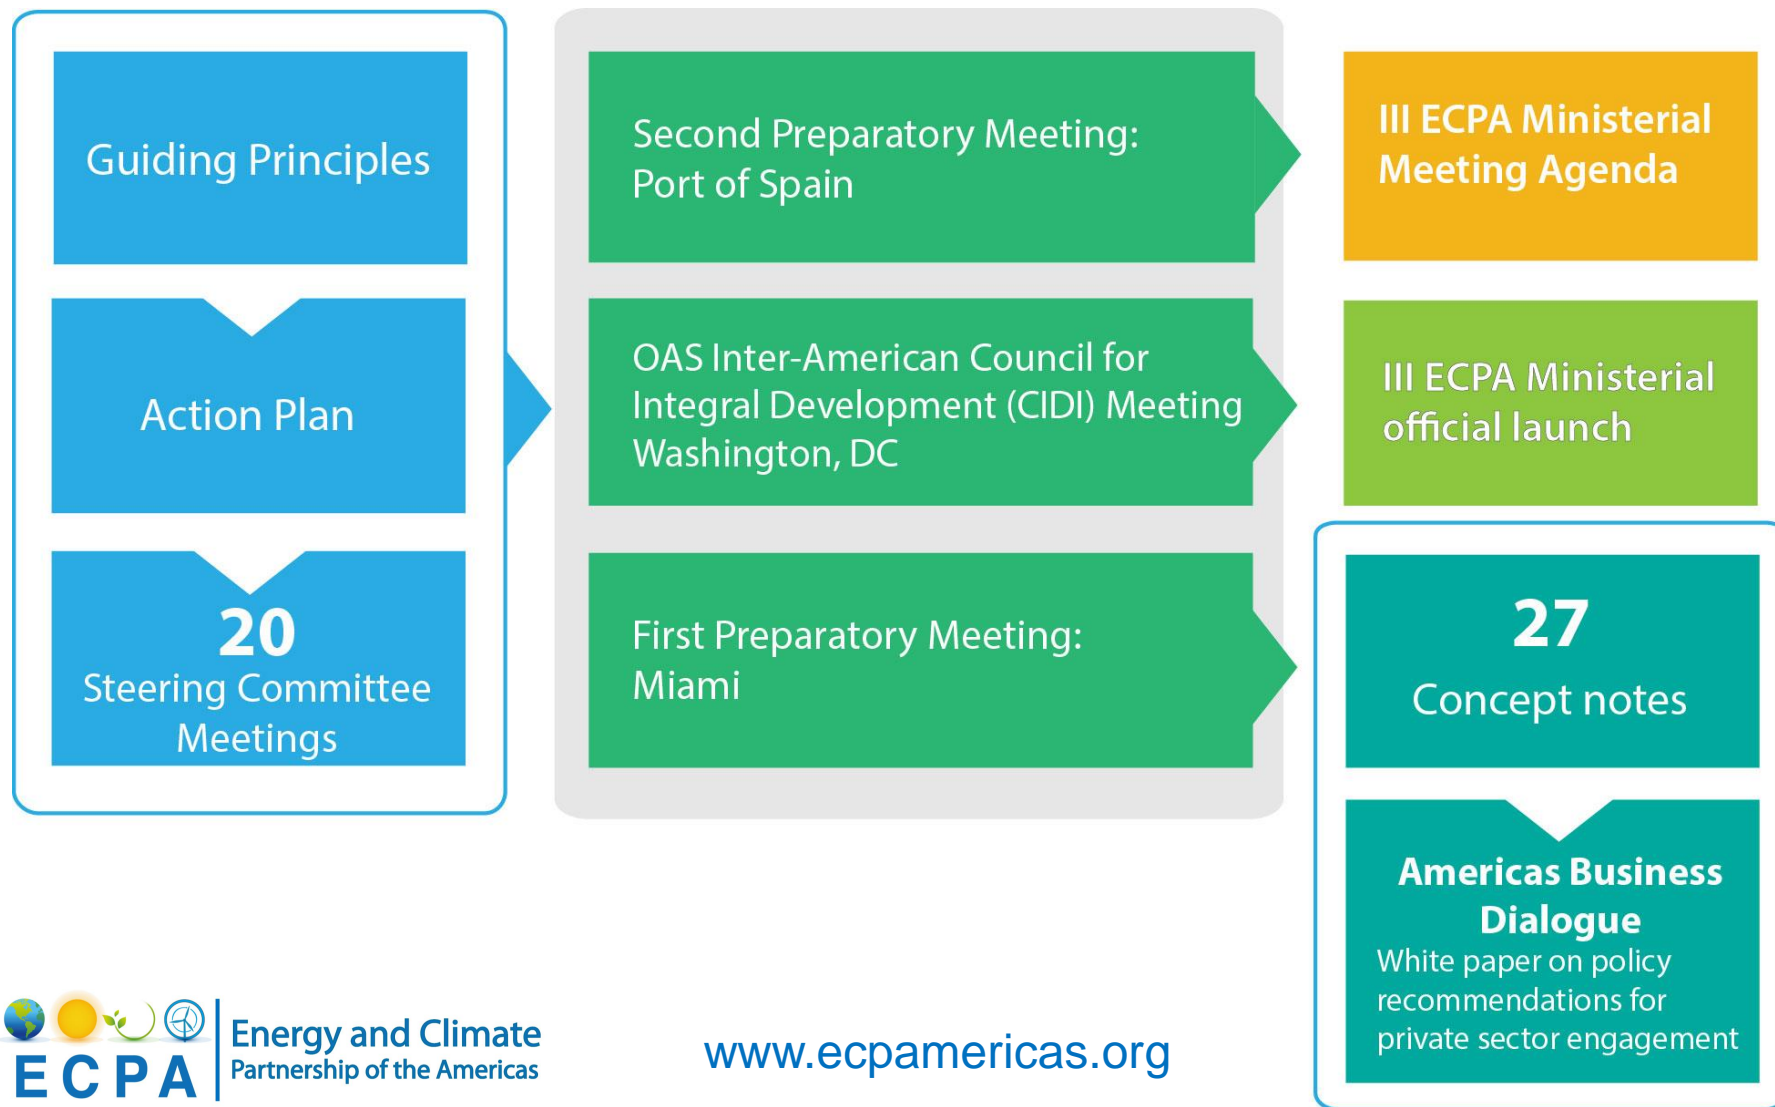 Guiding Principles
Action Plan
20
Steering Committee
Meetings
Second Preparatory Meeting:
Port of Spain
OAS Inter-American Council for
Integral Development (CIDI) Meeting
Washington, DC
First Preparatory Meeting:
Miami
III ECPA Ministerial
Meeting Agenda
III ECPA Ministerial
official launch
27
Concept notes
Americas Business
Dialogue
White paper on policy
recommendations for
private sector engagement
ECPA
Energy and Climate
Partnership of the Americas
www.ecpamericas.org